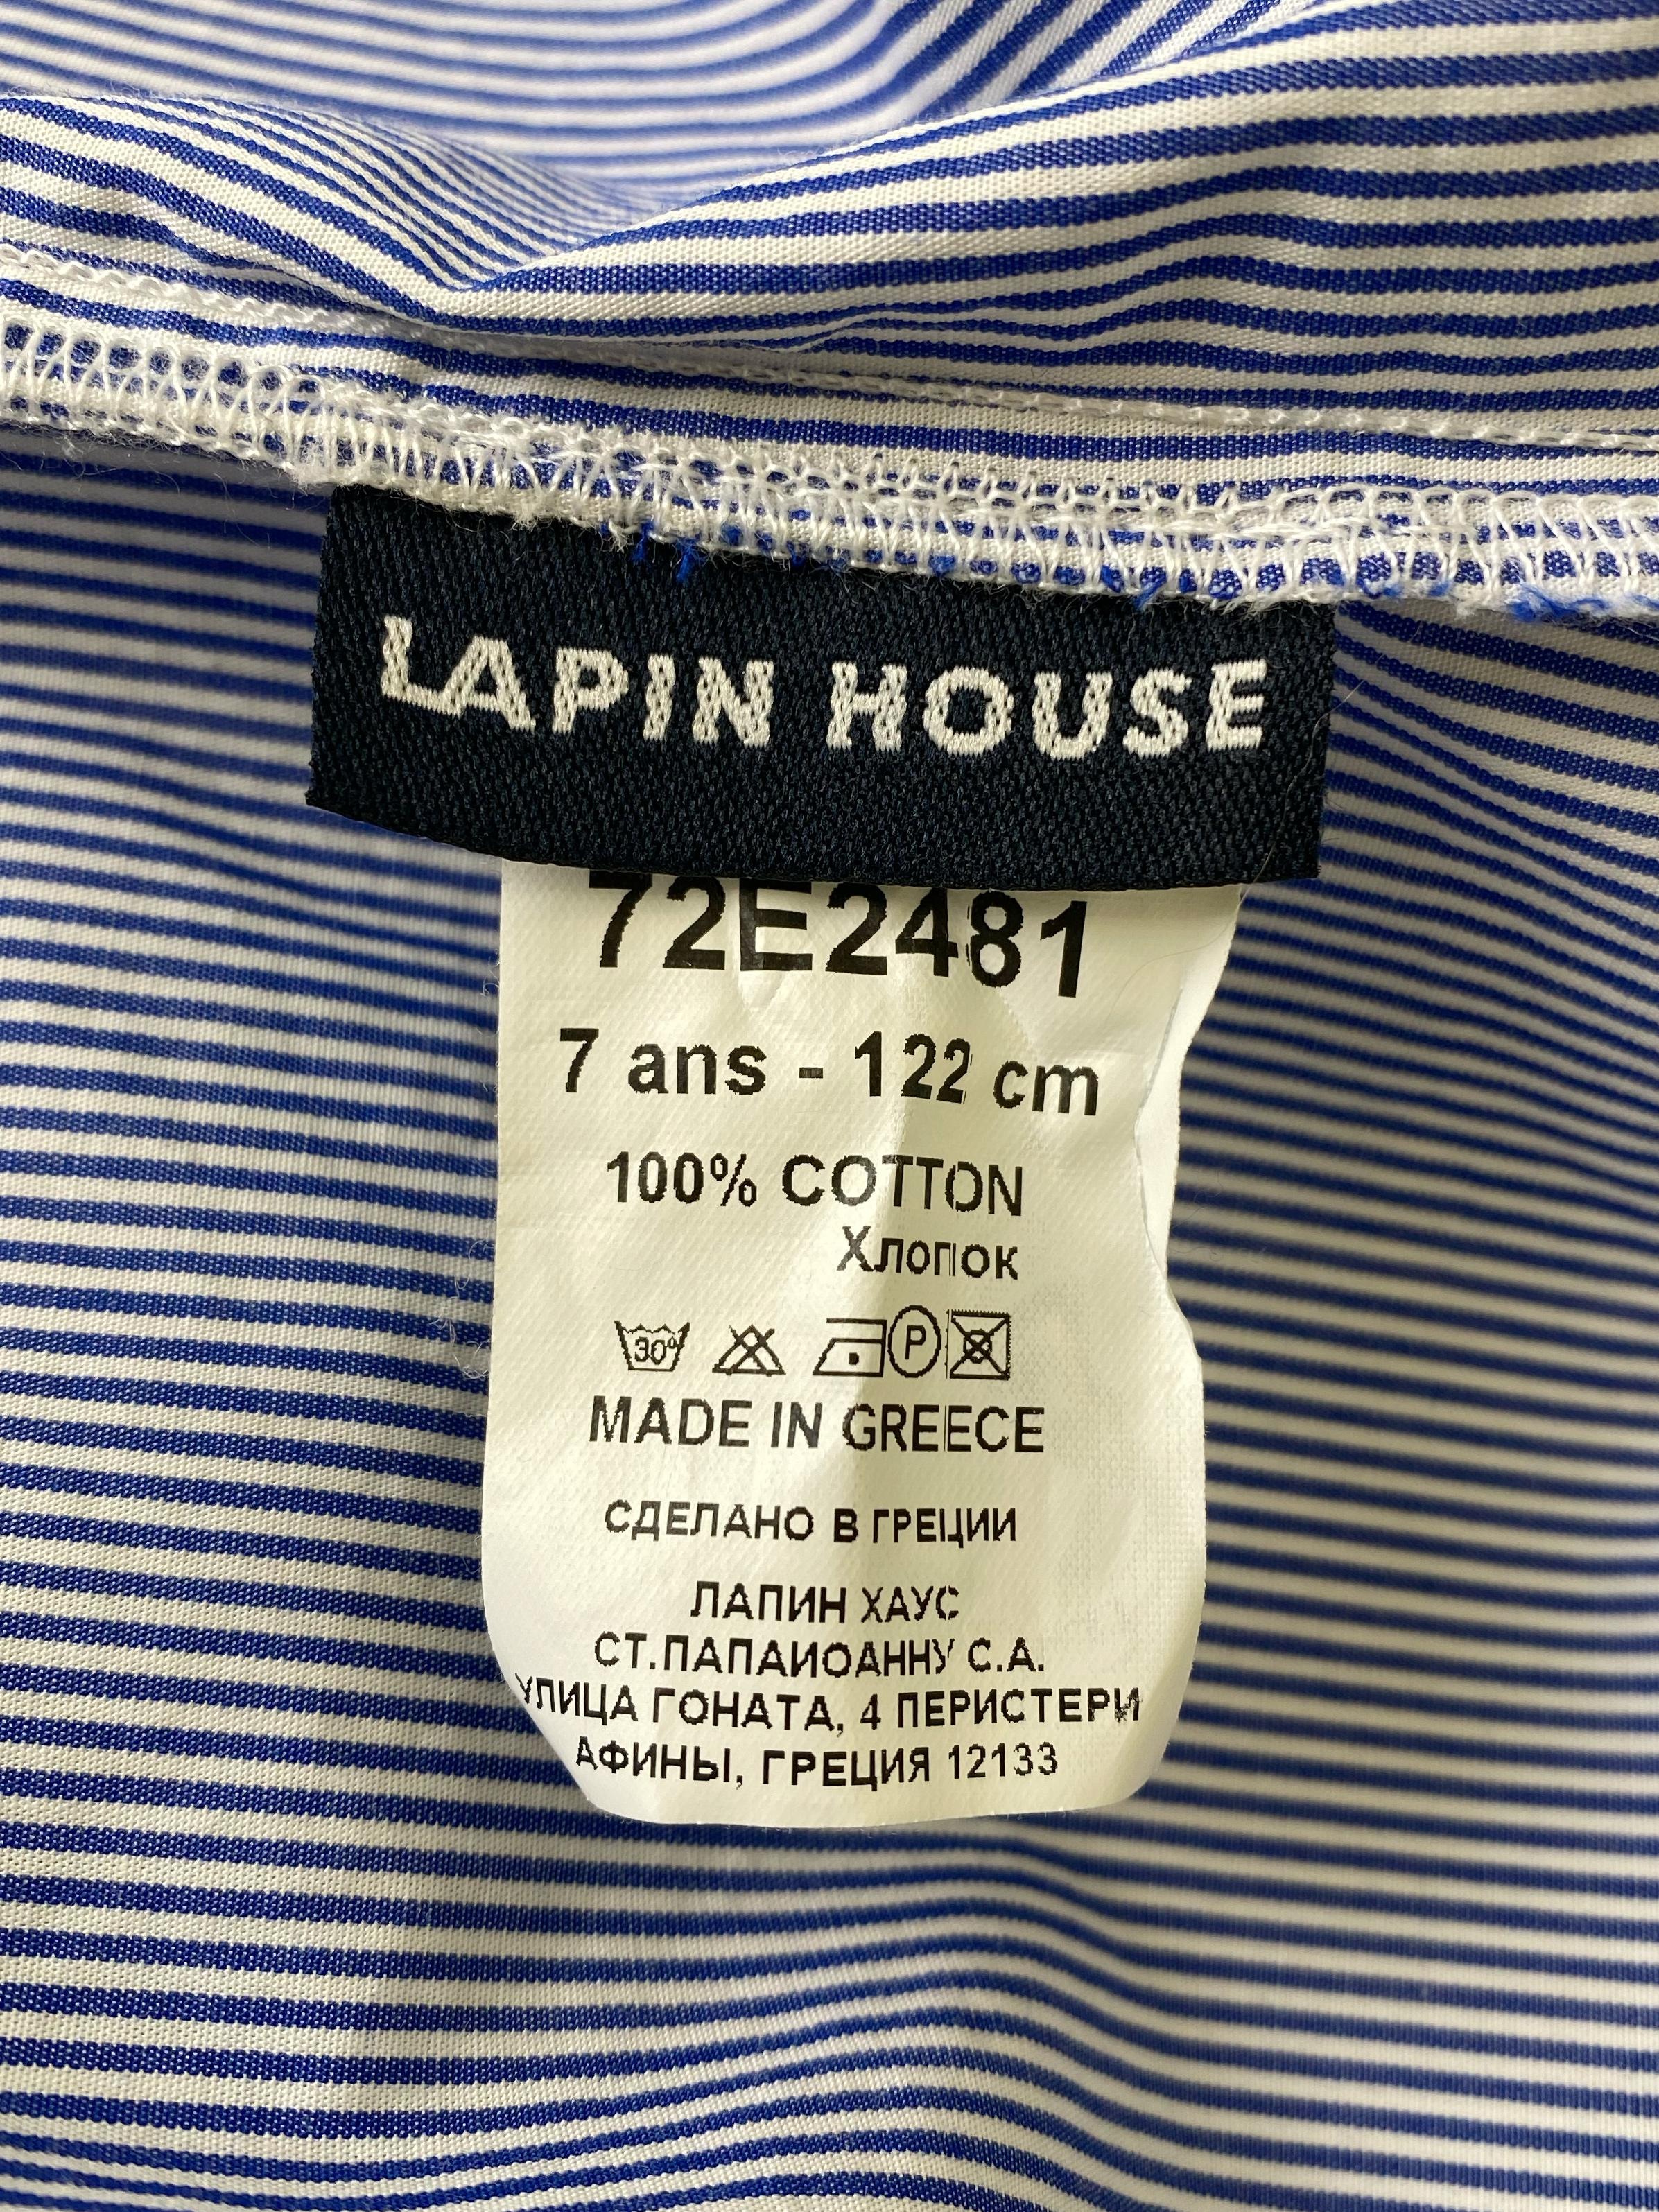 LAPIN HOUSE
72E2481
7 ans - 122 cm
100% COTTON
Хлопок
30° P
MADE IN GREECE
СДЕЛАНО В ГРЕЦИИ
ЛАПИН ХАУС
СТ.ПАПАИОАННУ С.А.
УЛИЦА ГОНАТА, 4 ПЕРИСТЕРИ
АФИНЫ, ГРЕЦИЯ 12133